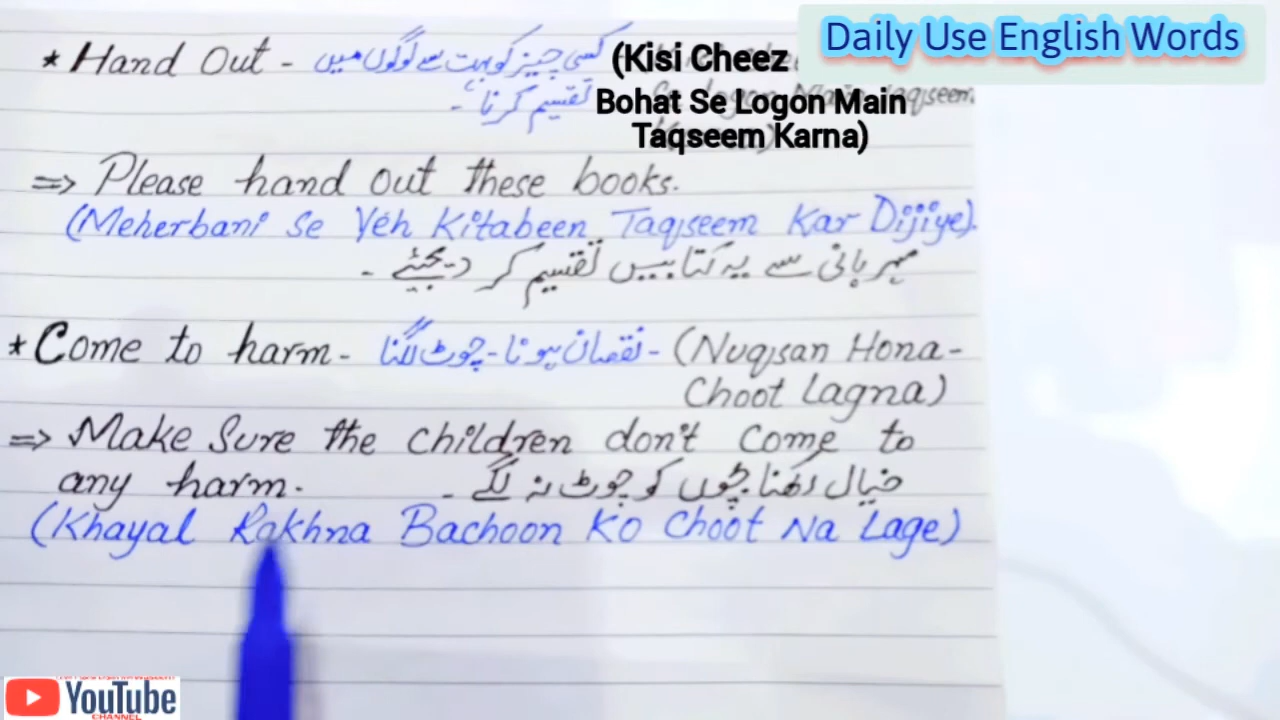 Daily Use English Words
* Hand Out - کسی چیز کو بہت سے لوگوں میں (Kisi Cheez
تقسیم کرنا - Bohat Se Logon Main
Taqseem Karna)
=> Please hand out these books.
(Meherbani Se Yeh Kitabeen Taqseem Kar Dijiye).
مہربانی سے یہ کتابیں تقسیم کر دیجئے -
* Come to harm - نقصان ہونا - چوٹ لگنا - (Nuqsan Hona -
Choot Lagna)
=> Make Sure the children don't come to
any harm. خیال رکھنا بچوں کو چوٹ نہ لگے -
(Khayal Rakhna Bachoon Ko Choot Na Lage)
YouTube
CHANNEL